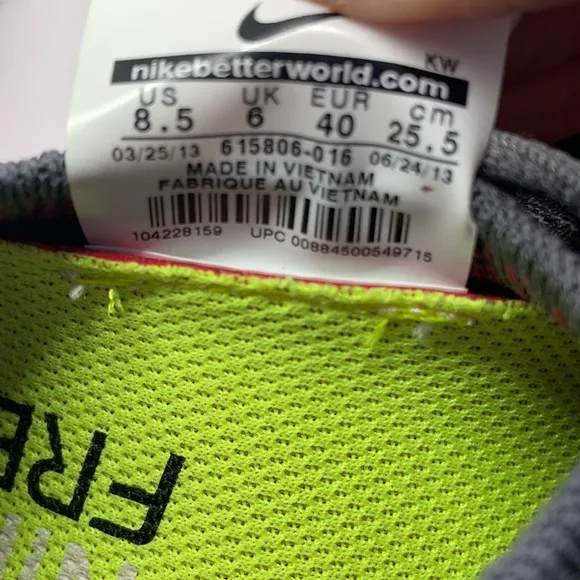 KW
nikebetterworld.com
US UK EUR cm
8.5 6 40 25.5
03/25/13 615806-016 06/24/13
MADE IN VIETNAM
FABRIQUE AU VIETNAM
104228159 UPC 00884500549715
FRE
NI